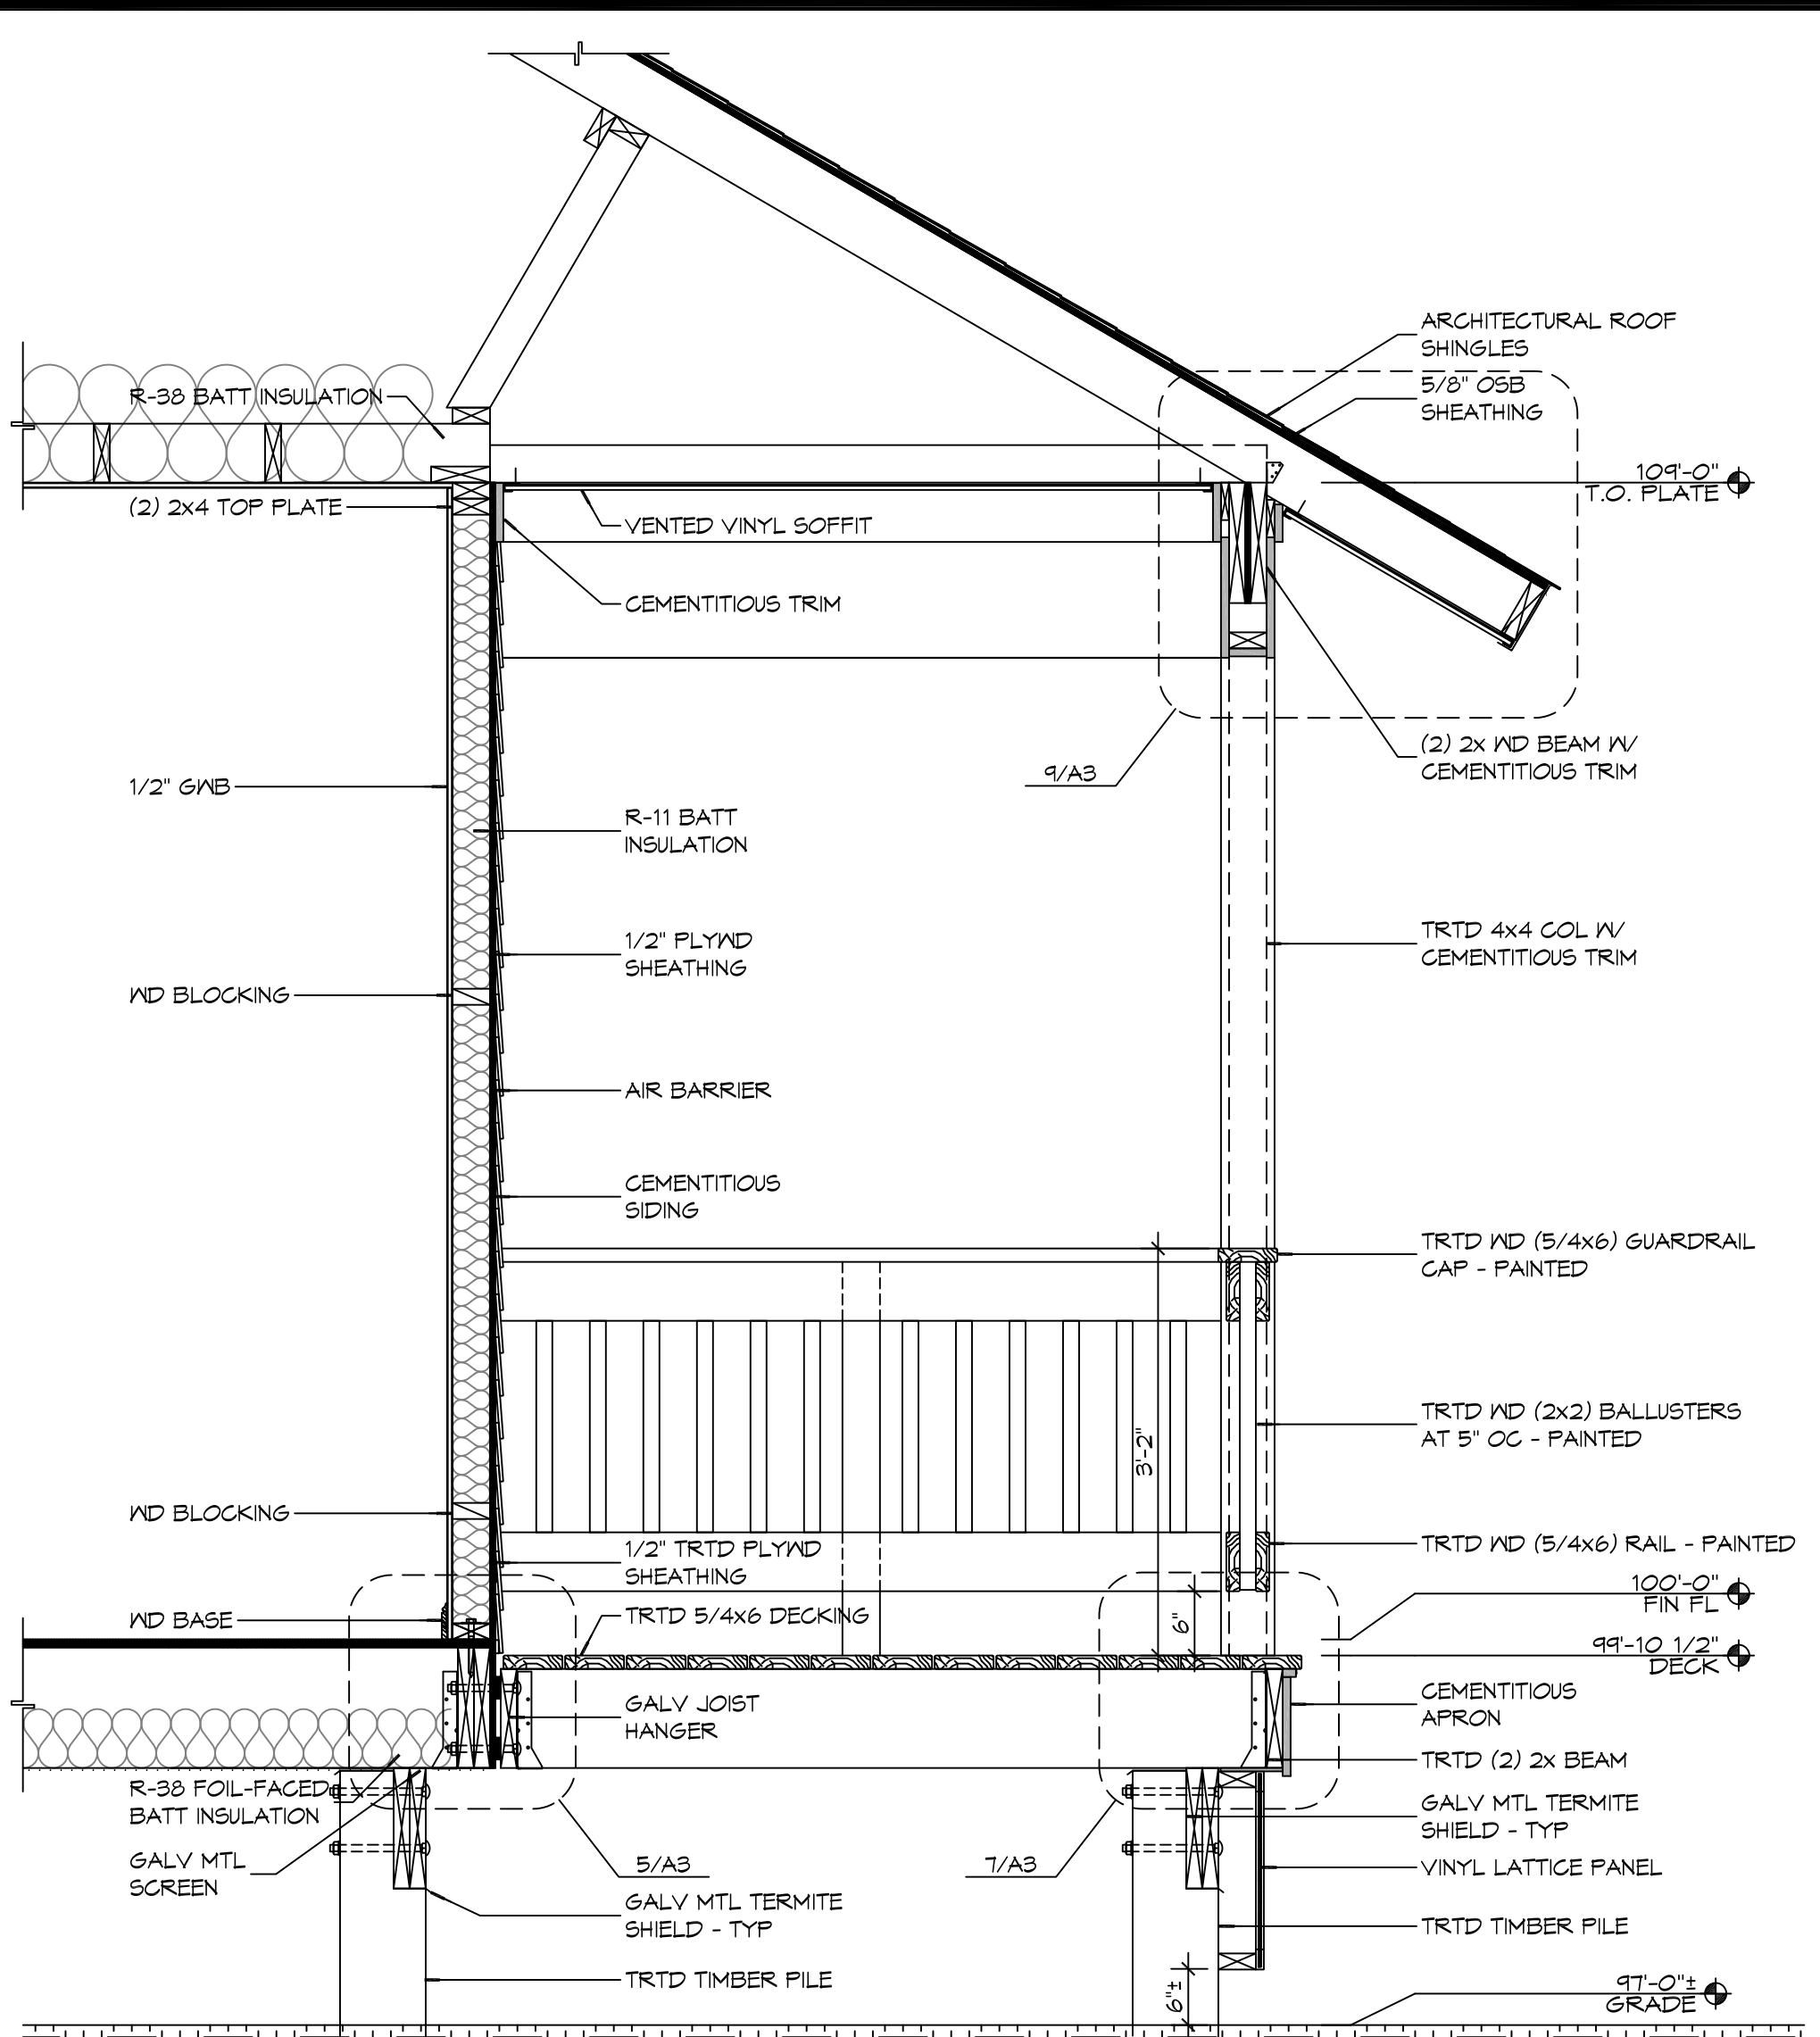 ARCHITECTURAL ROOF
SHINGLES
5/8" OSB
SHEATHING
R-38 BATT INSULATION
109'-0"
T.O. PLATE
(2) 2x4 TOP PLATE
VENTED VINYL SOFFIT
CEMENTITIOUS TRIM
(2) 2x WD BEAM W/
CEMENTITIOUS TRIM
9/A3
1/2" GWB
R-11 BATT
INSULATION
TRTD 4x4 COL W/
CEMENTITIOUS TRIM
1/2" PLYWD
SHEATHING
WD BLOCKING
AIR BARRIER
CEMENTITIOUS
SIDING
TRTD WD (5/4x6) GUARDRAIL
CAP - PAINTED
3'-2"
TRTD WD (2x2) BALLUSTERS
AT 5" OC - PAINTED
WD BLOCKING
1/2" TRTD PLYWD
SHEATHING
TRTD WD (5/4x6) RAIL - PAINTED
100'-0"
FIN FL
WD BASE
TRTD 5/4x6 DECKING
6"
99'-10 1/2"
DECK
GALV JOIST
HANGER
CEMENTITIOUS
APRON
TRTD (2) 2x BEAM
R-38 FOIL-FACED
BATT INSULATION
GALV MTL TERMITE
SHIELD - TYP
GALV MTL
SCREEN
5/A3
7/A3
VINYL LATTICE PANEL
GALV MTL TERMITE
SHIELD - TYP
TRTD TIMBER PILE
TRTD TIMBER PILE
6"±
97'-0"±
GRADE